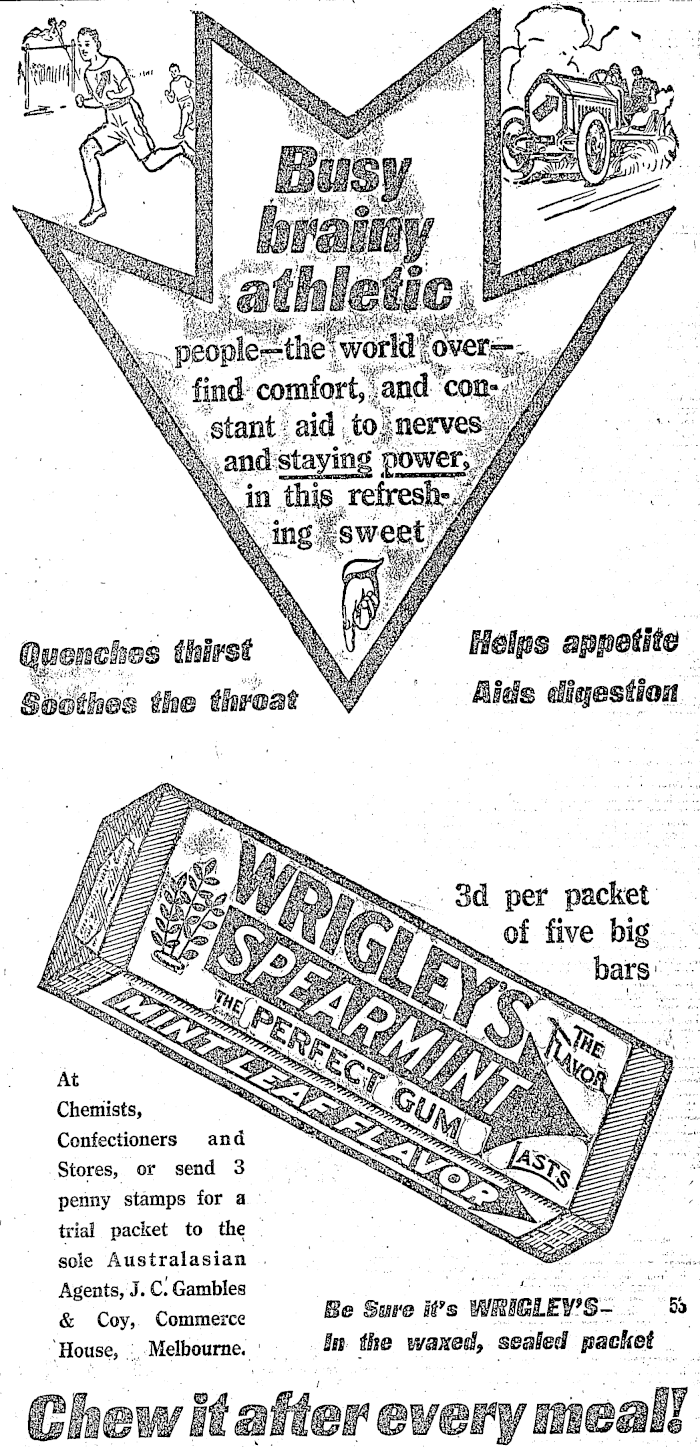 Busy
brainy
athletic
people—the world over—
find comfort, and con-
stant aid to nerves
and staying power,
in this refresh-
ing sweet
Quenches thirst
Soothes the throat
Helps appetite
Aids digestion
3d per packet
of five big
bars
WRIGLEY'S
SPEARMINT
THE PERFECT GUM
MINT LEAF FLAVOR
THE
FLAVOR
LASTS
At
Chemists,
Confectioners and
Stores, or send 3
penny stamps for a
trial packet to the
sole Australasian
Agents, J. C. Gambles
& Coy, Commerce
House, Melbourne.
Be Sure it's WRIGLEY'S—
In the waxed, sealed packet
Chew it after every meal!